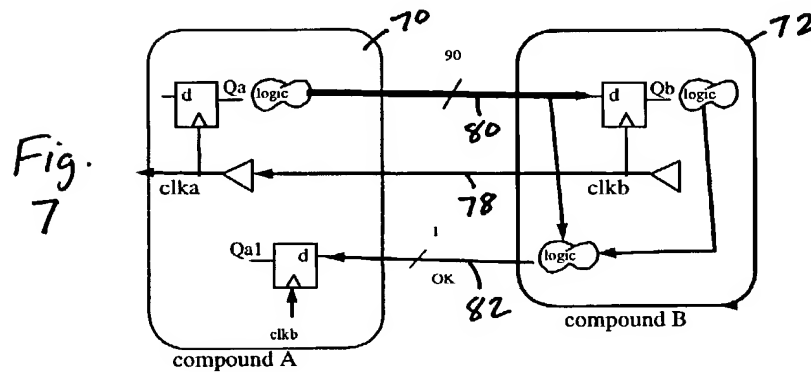 70
72
90
d
Qa
logic
80
d
Qb
logic
Fig.
7
clka
78
clkb
1
Qa1
d
OK
82
logic
clkb
compound A
compound B